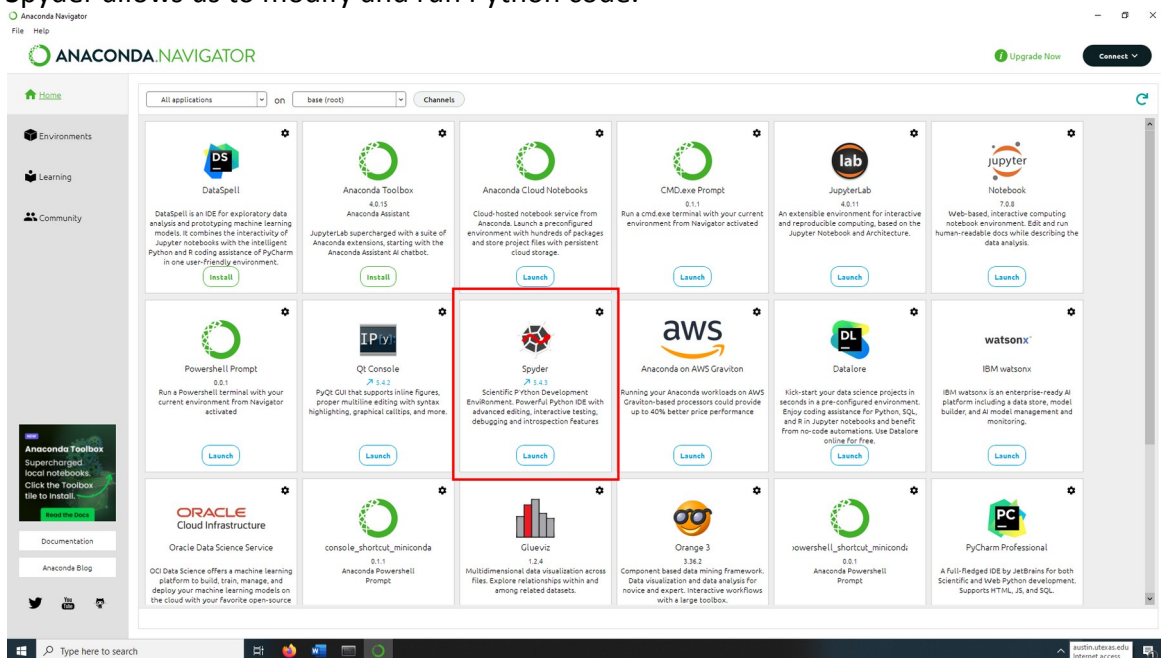 Spyder allows us to modify and run Python code.
Anaconda Navigator
File Help
ANACONDA.NAVIGATOR
Upgrade Now
Connect
Home
All applications
on
base (root)
Channels
Environments
Learning
Community
DS
DataSpell
DataSpell is an IDE for exploratory data
analysis and prototyping machine learning
models. It combines the interactivity of
Jupyter notebooks with the intelligent
Python and R coding assistance of PyCharm
in one user-friendly environment.
Install
Anaconda Toolbox
4.0.15
Anaconda Assistant
JupyterLab supercharged with a suite of
Anaconda extensions, starting with the
Anaconda Assistant AI chatbot.
Install
Anaconda Cloud Notebooks
Cloud-hosted notebook service from
Anaconda. Launch a preconfigured
environment with hundreds of packages
and store project files with persistent
cloud storage.
Launch
CMD.exe Prompt
0.1.1
Run a cmd.exe terminal with your current
environment from Navigator activated
Launch
lab
JupyterLab
4.0.11
An extensible environment for interactive
and reproducible computing, based on the
Jupyter Notebook and Architecture.
Launch
jupyter
Notebook
7.0.8
Web-based, interactive computing
notebook environment. Edit and run
human-readable docs while describing the
data analysis.
Launch
Powershell Prompt
0.0.1
Run a Powershell terminal with your
current environment from Navigator
activated
Launch
IP[y]:
Qt Console
5.4.2
PyQt GUI that supports inline figures,
proper multiline editing with syntax
highlighting, graphical calltips, and more.
Launch
Spyder
5.4.3
Scientific PYthon Development
EnviRonment. Powerful Python IDE with
advanced editing, interactive testing,
debugging and introspection features
Launch
aws
Anaconda on AWS Graviton
Running your Anaconda workloads on AWS
Graviton-based processors could provide
up to 40% better price performance
Launch
DL
Datalore
Kick-start your data science projects in
seconds in a pre-configured environment.
Enjoy coding assistance for Python, SQL,
and R in Jupyter notebooks and benefit
from no-code automations. Use Datalore
online for free.
Launch
watsonx
IBM watsonx
IBM watsonx is an enterprise-ready AI
platform including a data store, model
builder, and AI model management and
monitoring.
Launch
NEW
Anaconda Toolbox
Supercharged
local notebooks.
Click the Toolbox
tile to install.
Read the Docs
Documentation
Anaconda Blog
You
Tube
ORACLE
Cloud Infrastructure
Oracle Data Science Service
OCI Data Science offers a machine learning
platform to build, train, manage, and
deploy your machine learning models on
the cloud with your favorite open-source
console_shortcut_miniconda
0.1.1
Anaconda Powershell
Prompt
Glueviz
1.2.4
Multidimensional data visualization across
files. Explore relationships within and
among related datasets.
Orange 3
3.36.2
Component based data mining framework.
Data visualization and data analysis for
novice and expert. Interactive workflows
with a large toolbox.
powershell_shortcut_miniconda
0.0.1
Anaconda Powershell
Prompt
PC
PyCharm Professional
A full-fledged IDE by JetBrains for both
Scientific and Web Python development.
Supports HTML, JS, and SQL.
Type here to search
austin.utexas.edu
Internet access